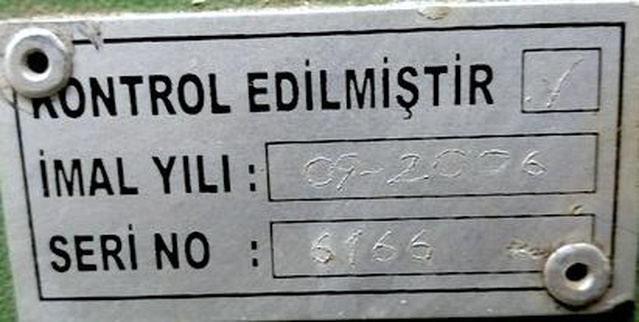 KONTROL EDİLMİŞTİR √
İMAL YILI : 09-2006
SERİ NO : 6166